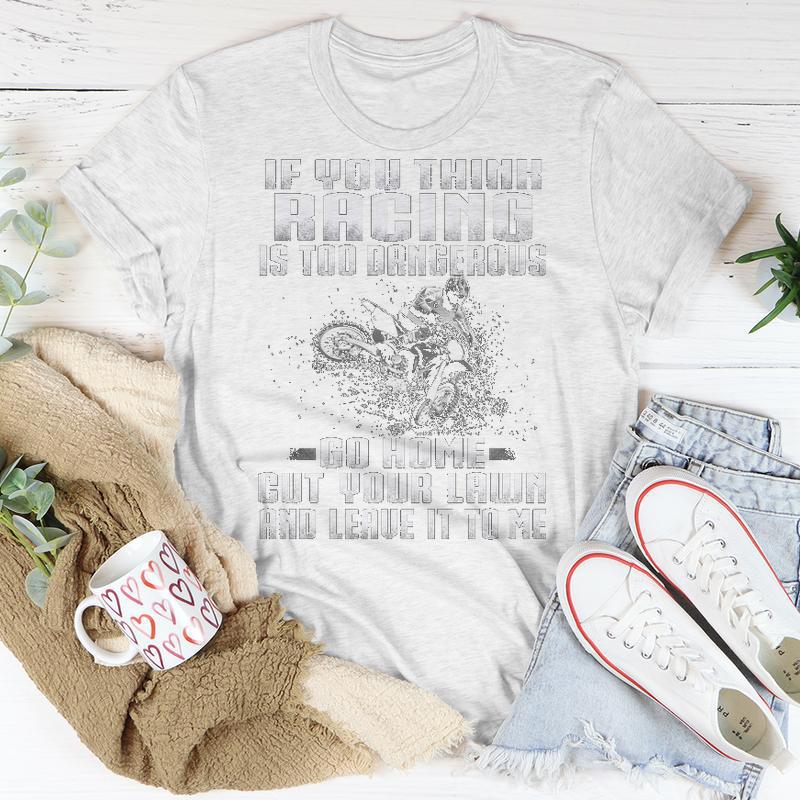 IF YOU THINK
RACING
IS TOO DANGEROUS
GO HOME
CUT YOUR LAWN
AND LEAVE IT TO ME